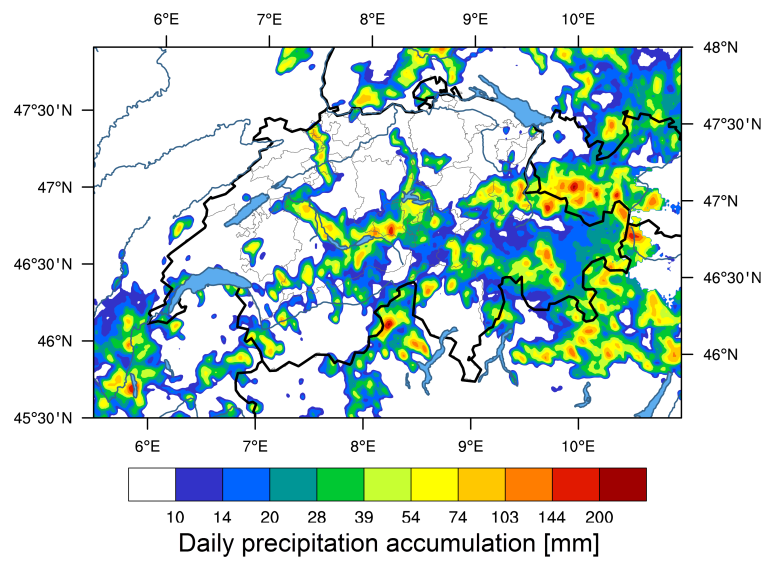 6°E 7°E 8°E 9°E 10°E
48°N
47°30'N 47°30'N
47°N 47°N
46°30'N 46°30'N
46°N 46°N
45°30'N
6°E 7°E 8°E 9°E 10°E
10 14 20 28 39 54 74 103 144 200
Daily precipitation accumulation [mm]